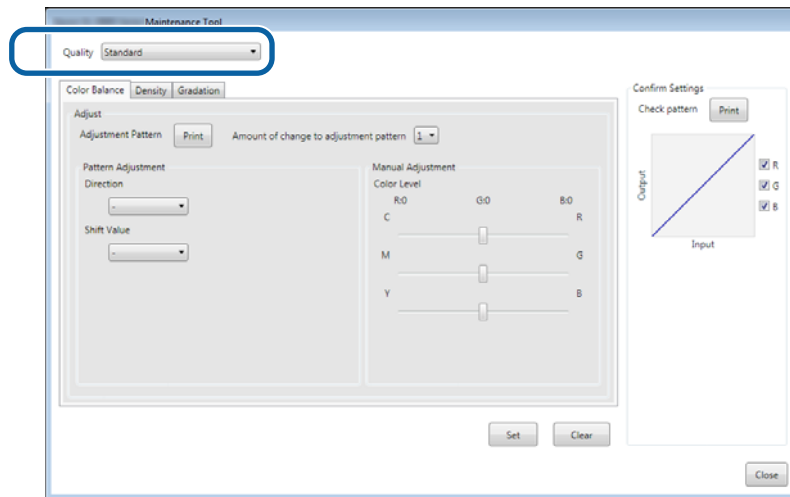 Maintenance Tool
Quality Standard
Color Balance Density Gradation
Adjust
Adjustment Pattern Print Amount of change to adjustment pattern 1
Pattern Adjustment
Direction
-
Shift Value
-
Manual Adjustment
Color Level
R:0 G:0 B:0
C R
M G
Y B
Set Clear
Confirm Settings
Check pattern Print
Output
R
G
B
Input
Close